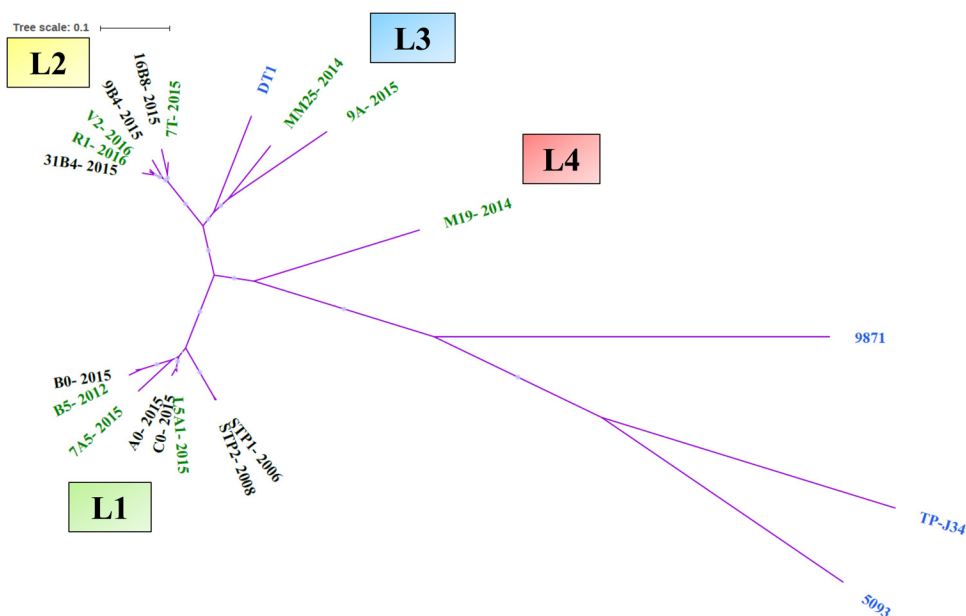 Tree scale: 0.1
L2
L3
L4
L1
16B8- 2015
9B4- 2015
7T- 2015
V2- 2016
R1- 2016
31B4- 2015
DT1
MM25- 2014
9A- 2015
M19- 2014
9871
B0- 2015
B5- 2012
7A5- 2015
A0- 2015
C0- 2015
L5A1- 2015
STP1- 2006
STP2- 2008
TP-J34
5093